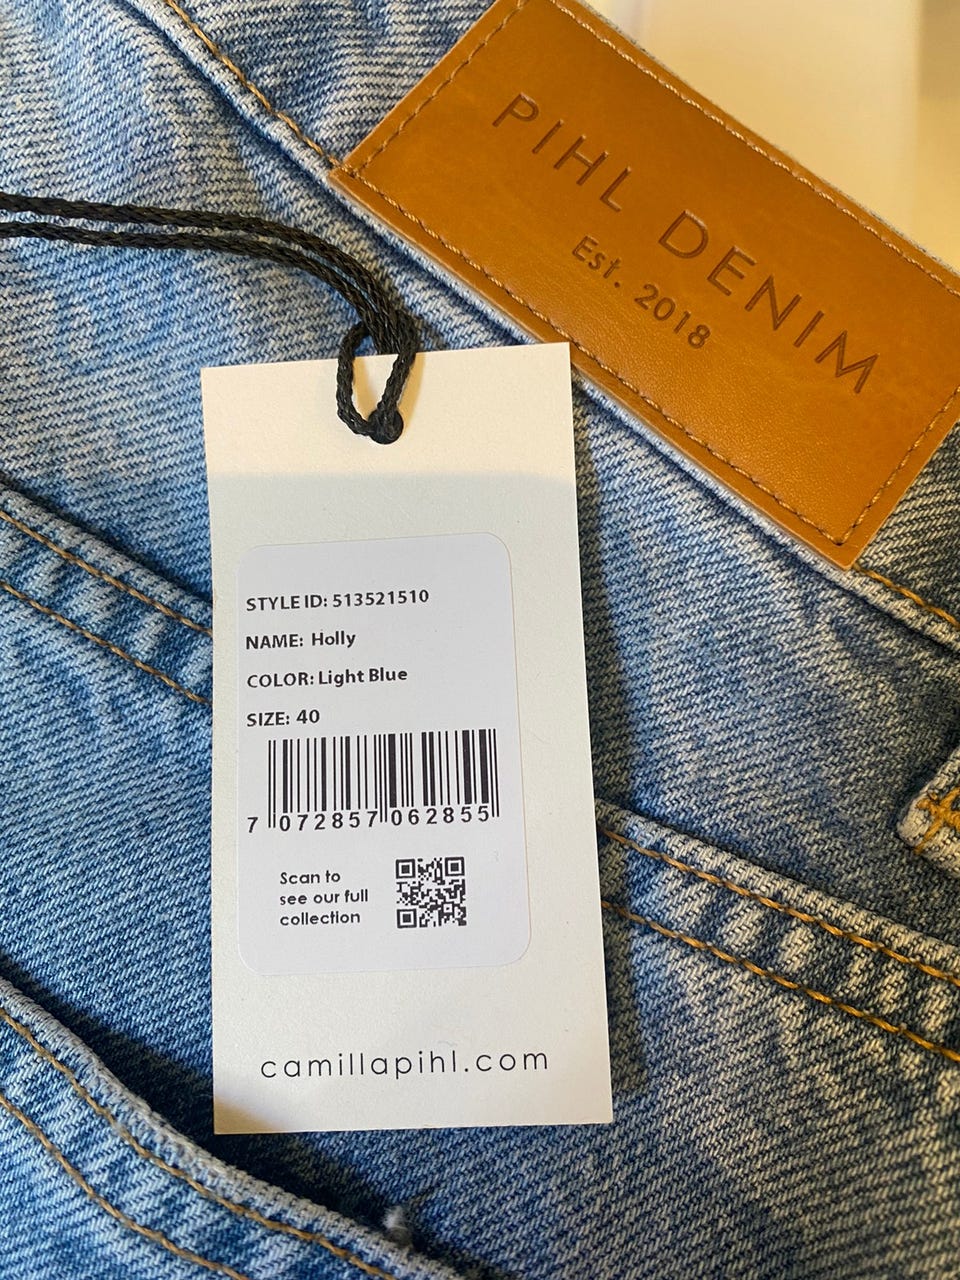 PIHL DENIM
Est. 2018
STYLE ID: 513521510
NAME: Holly
COLOR: Light Blue
SIZE: 40
7 072857 062855
Scan to
see our full
collection
camillapihl.com